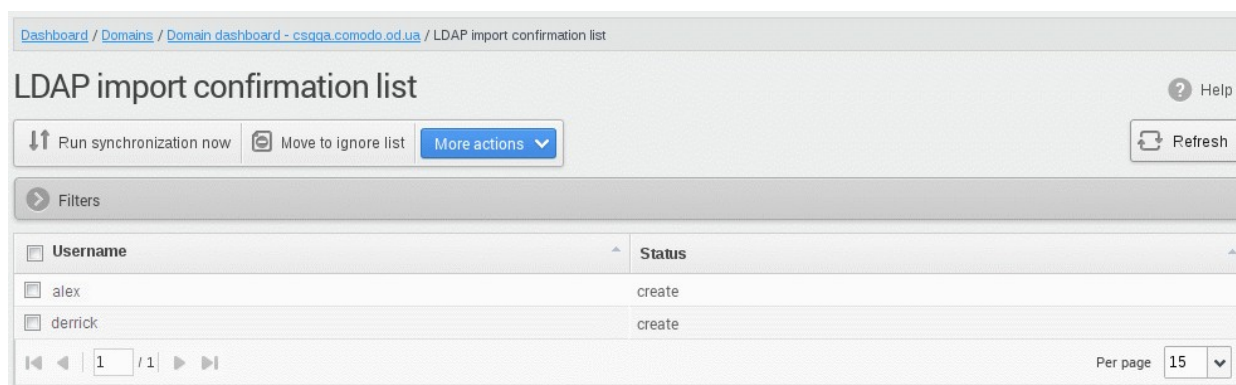 Dashboard / Domains / Domain dashboard - csgqa.comodo.od.ua / LDAP import confirmation list
LDAP import confirmation list
Help
Run synchronization now Move to ignore list More actions
Refresh
Filters
Username Status
alex create
derrick create
1 / 1 Per page 15